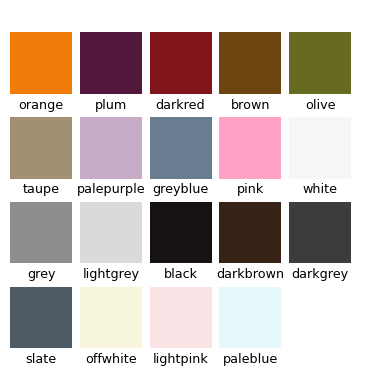 orange plum darkred brown olive
taupe palepurple greyblue pink white
grey lightgrey black darkbrown darkgrey
slate offwhite lightpink paleblue